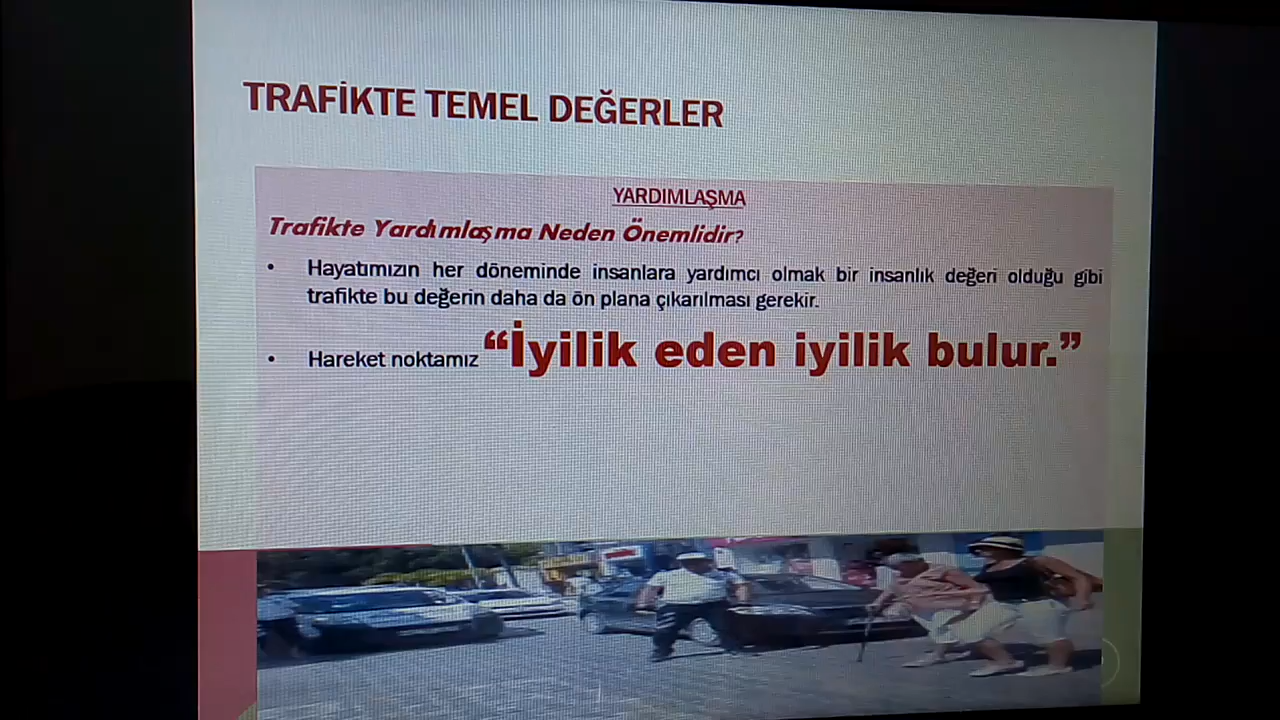 TRAFİKTE TEMEL DEĞERLER
YARDIMLAŞMA
Trafikte Yardımlaşma Neden Önemlidir?
• Hayatımızın her döneminde insanlara yardımcı olmak bir insanlık değeri olduğu gibi
trafikte bu değerin daha da ön plana çıkarılması gerekir.
• Hareket noktamız “İyilik eden iyilik bulur.”